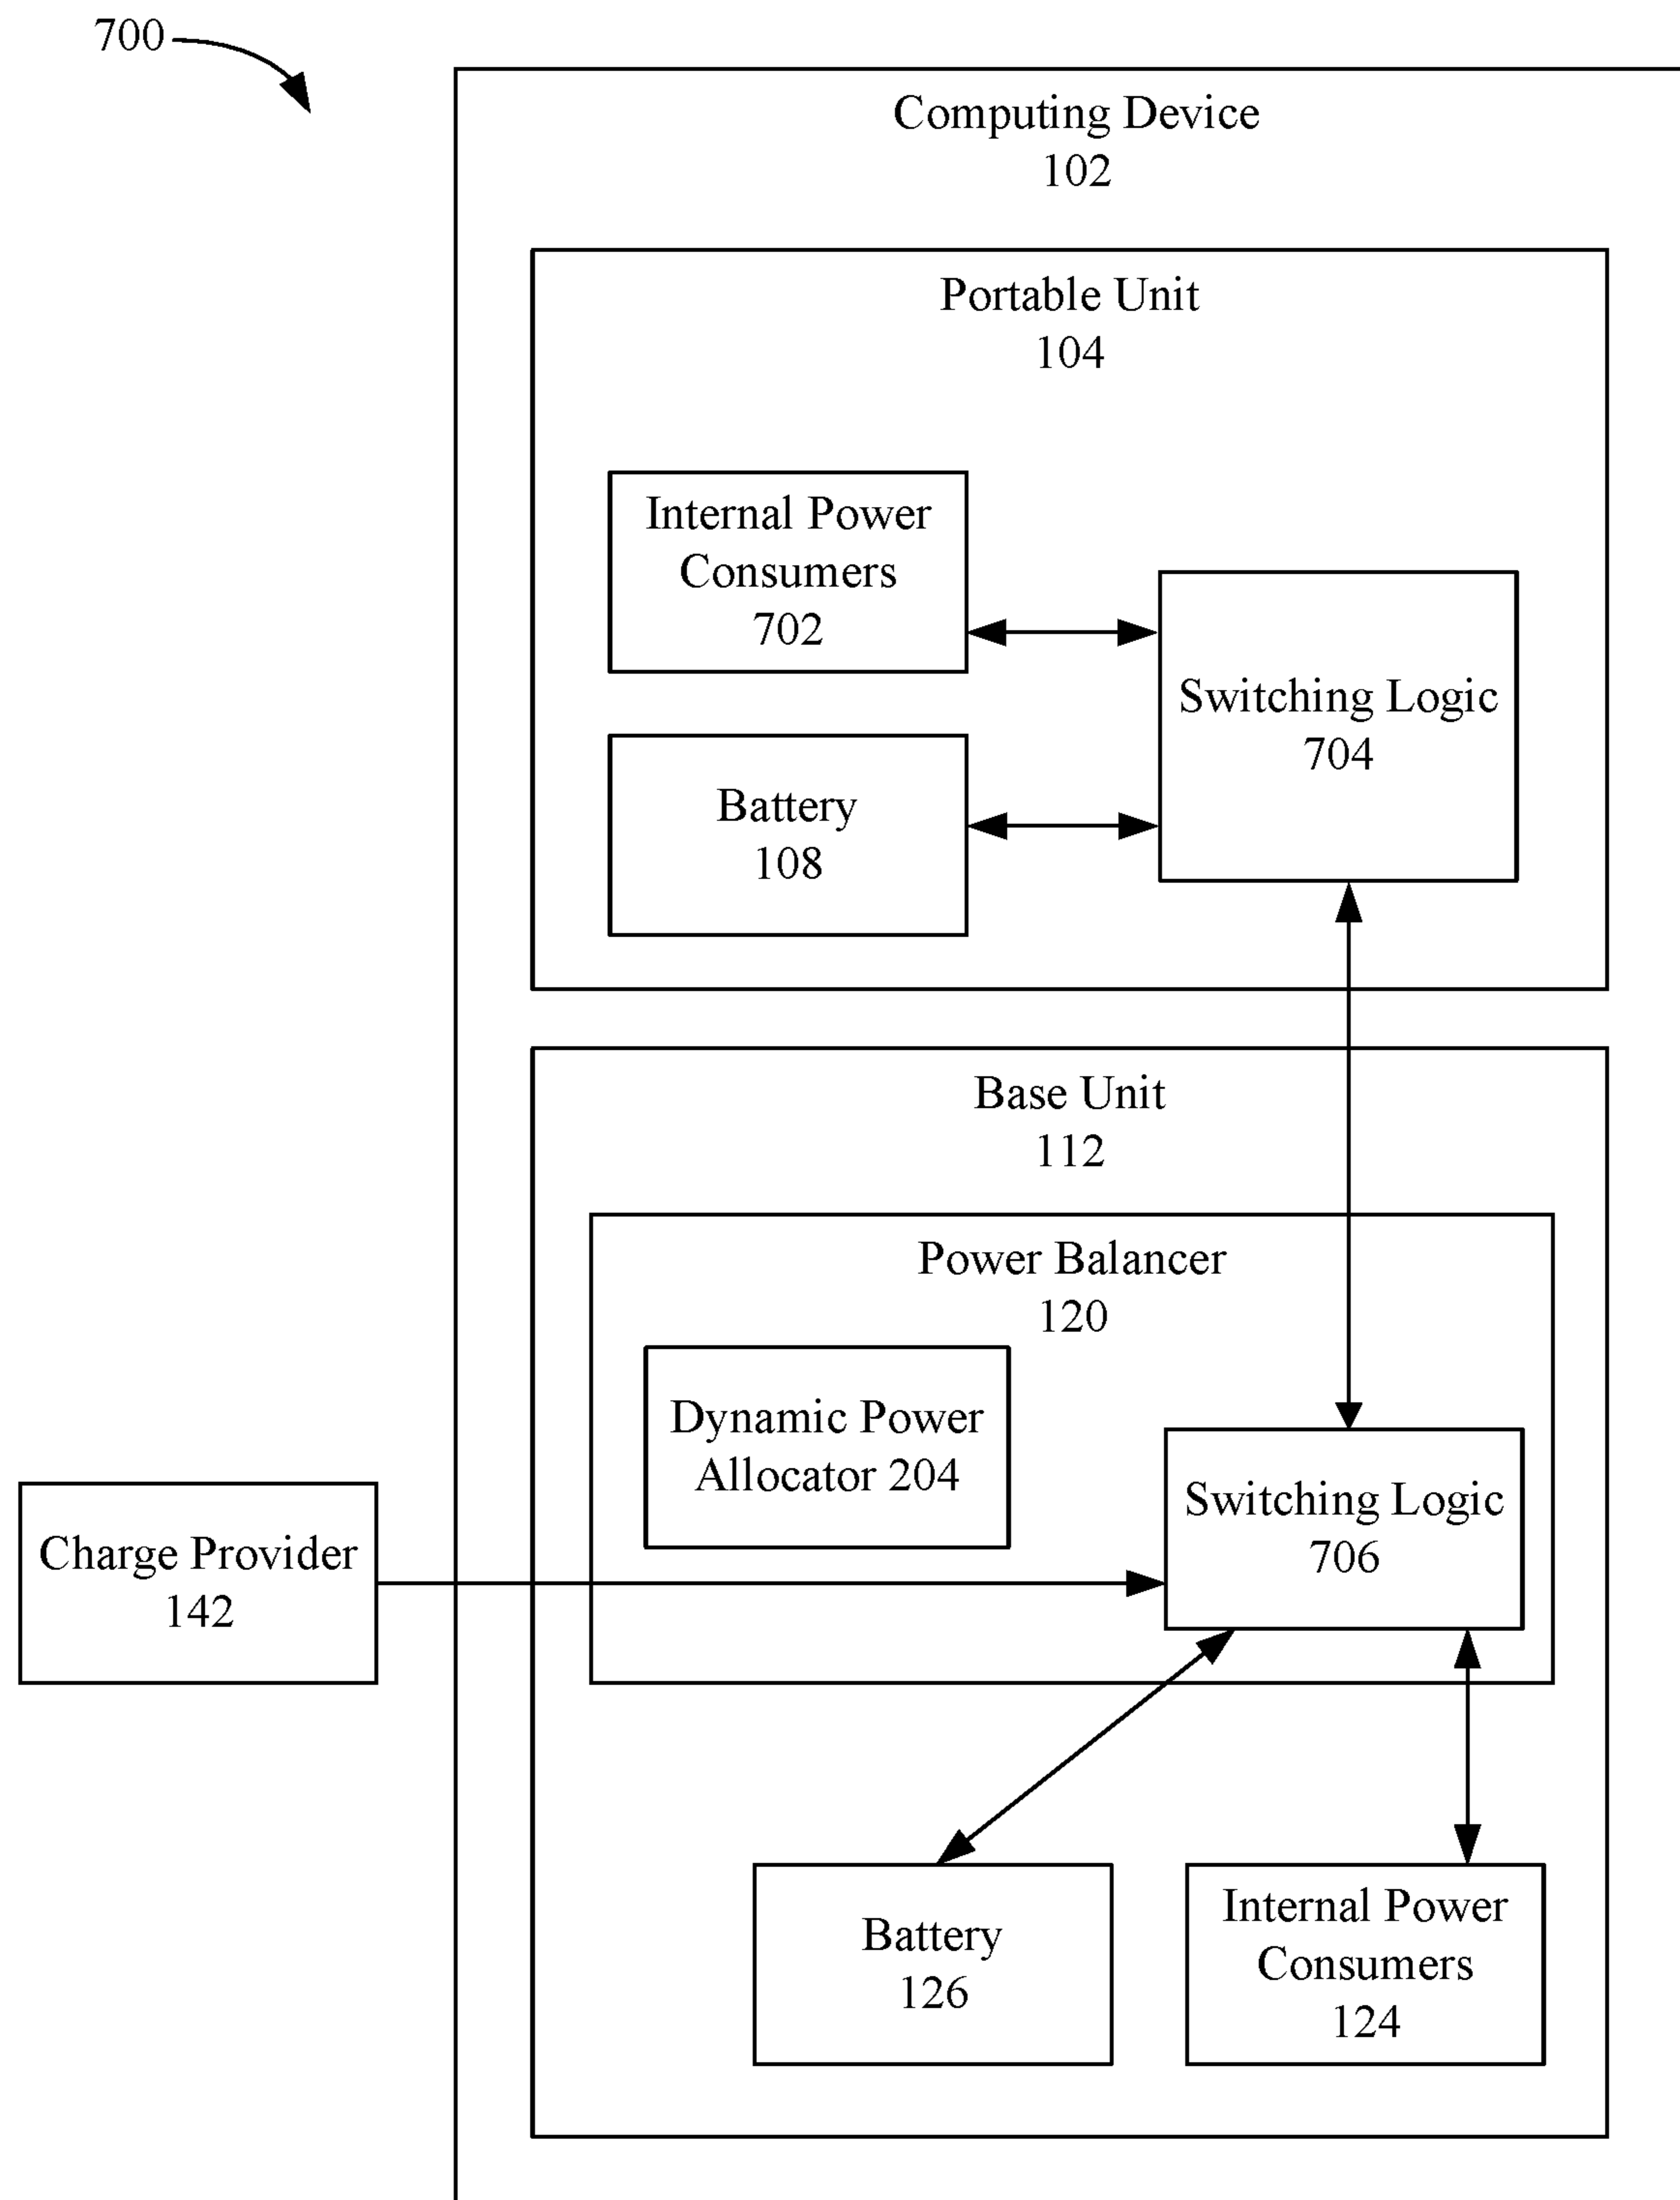 700
Computing Device
102
Portable Unit
104
Internal Power
Consumers
702
Switching Logic
704
Battery
108
Base Unit
112
Power Balancer
120
Dynamic Power
Allocator 204
Switching Logic
706
Charge Provider
142
Battery
126
Internal Power
Consumers
124